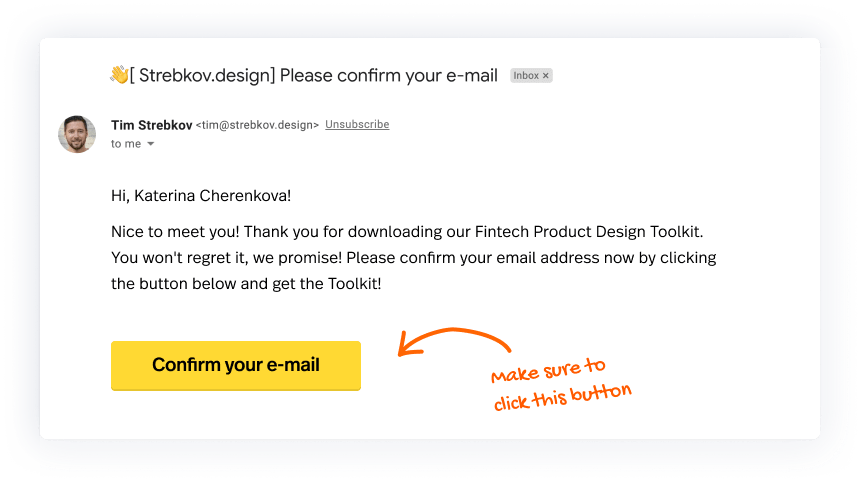 👋[ Strebkov.design] Please confirm your e-mail Inbox ×
Tim Strebkov <tim@strebkov.design> Unsubscribe
to me
Hi, Katerina Cherenkova!
Nice to meet you! Thank you for downloading our Fintech Product Design Toolkit.
You won't regret it, we promise! Please confirm your email address now by clicking
the button below and get the Toolkit!
Confirm your e-mail
make sure to
click this button